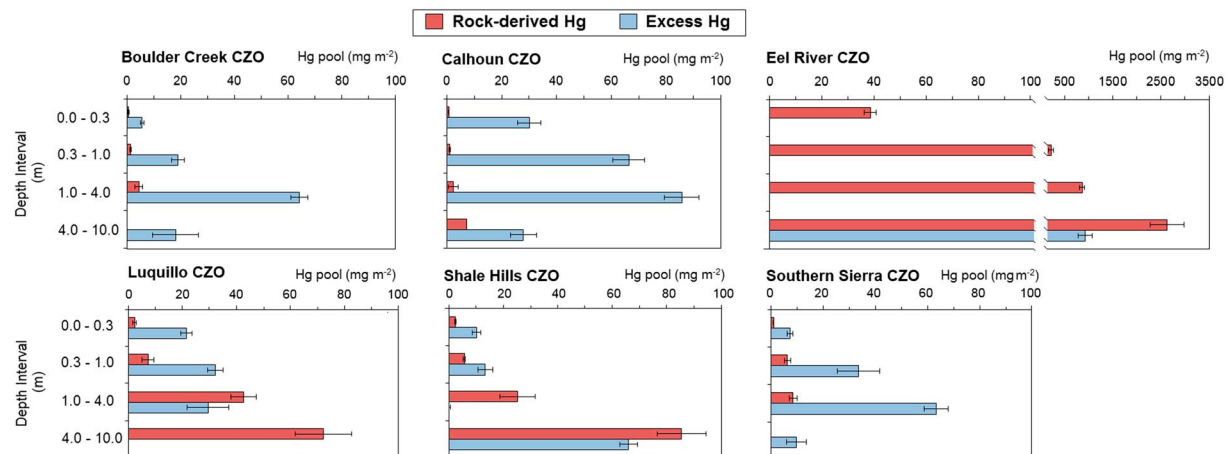 Rock-derived Hg Excess Hg
Boulder Creek CZO Hg pool (mg m-2)
0 20 40 60 80 100
Depth Interval
(m)
0.0 - 0.3
0.3 - 1.0
1.0 - 4.0
4.0 - 10.0
Calhoun CZO Hg pool (mg m-2)
0 20 40 60 80 100
Eel River CZO Hg pool (mg m-2)
0 20 40 60 80 100 500 1500 2500 3500
Luquillo CZO Hg pool (mg m-2)
0 20 40 60 80 100
Depth Interval
(m)
0.0 - 0.3
0.3 - 1.0
1.0 - 4.0
4.0 - 10.0
Shale Hills CZO Hg pool (mg m-2)
0 20 40 60 80 100
Southern Sierra CZO Hg pool (mg m-2)
0 20 40 60 80 100